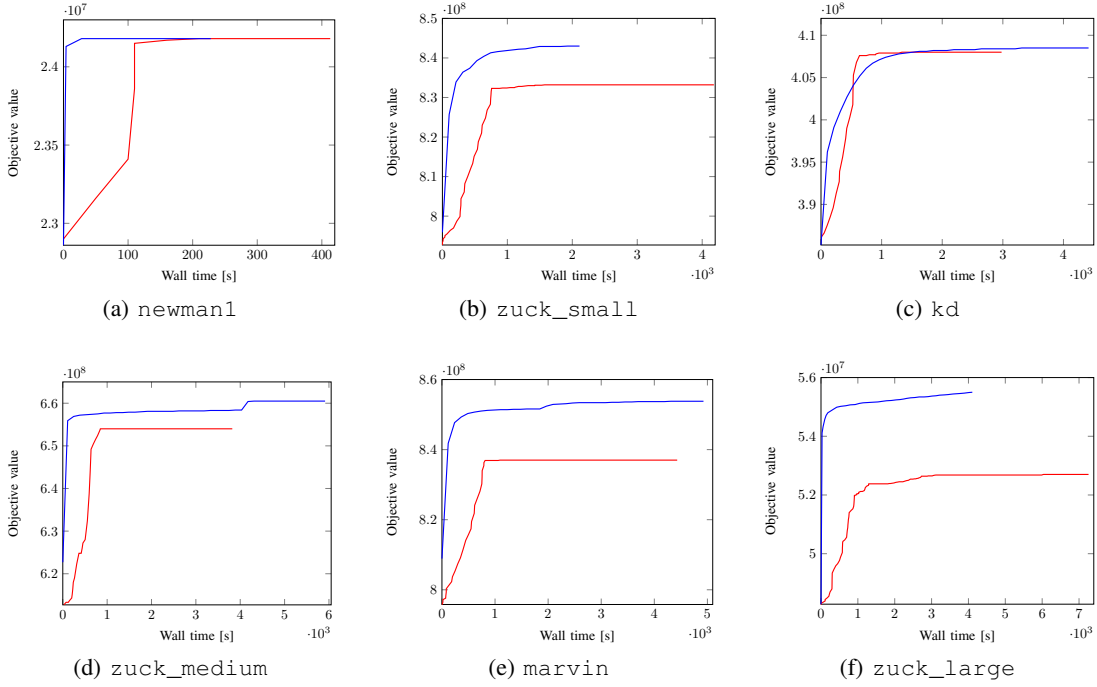 ·10⁷
2.4
2.35
2.3
Objective value
0 100 200 300 400
Wall time [s]
(a) newman1
·10⁸
8.5
8.4
8.3
8.2
8.1
8
Objective value
0 1 2 3 4
Wall time [s]
·10³
(b) zuck_small
·10⁸
4.1
4.05
4
3.95
3.9
Objective value
0 1 2 3 4
Wall time [s]
·10³
(c) kd
·10⁸
6.6
6.5
6.4
6.3
6.2
Objective value
0 1 2 3 4 5 6
Wall time [s]
·10³
(d) zuck_medium
·10⁸
8.6
8.4
8.2
8
Objective value
0 1 2 3 4 5
Wall time [s]
·10³
(e) marvin
·10⁷
5.6
5.4
5.2
5
Objective value
0 1 2 3 4 5 6 7
Wall time [s]
·10³
(f) zuck_large